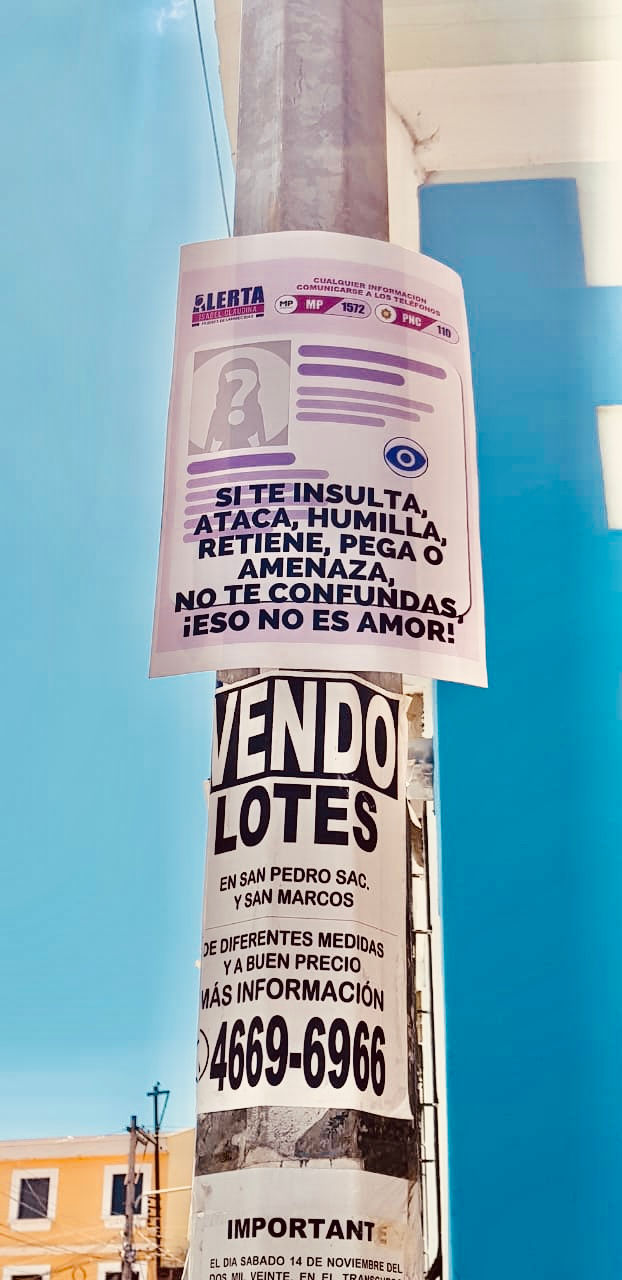 ALERTA
ISABEL CLAUDINA
CUALQUIER INFORMACION
COMUNICARSE A LOS TELÉFONOS
MP MP 1572
PNC 110
SI TE INSULTA,
ATACA, HUMILLA,
RETIENE, PEGA O
AMENAZA,
NO TE CONFUNDAS,
¡ESO NO ES AMOR!
VENDO
LOTES
EN SAN PEDRO SAC.
Y SAN MARCOS
DE DIFERENTES MEDIDAS
Y A BUEN PRECIO
MÁS INFORMACIÓN
4669-6966
IMPORTANTE
EL DIA SABADO 14 DE NOVIEMBRE DEL
DOS MIL VEINTE, EN EL